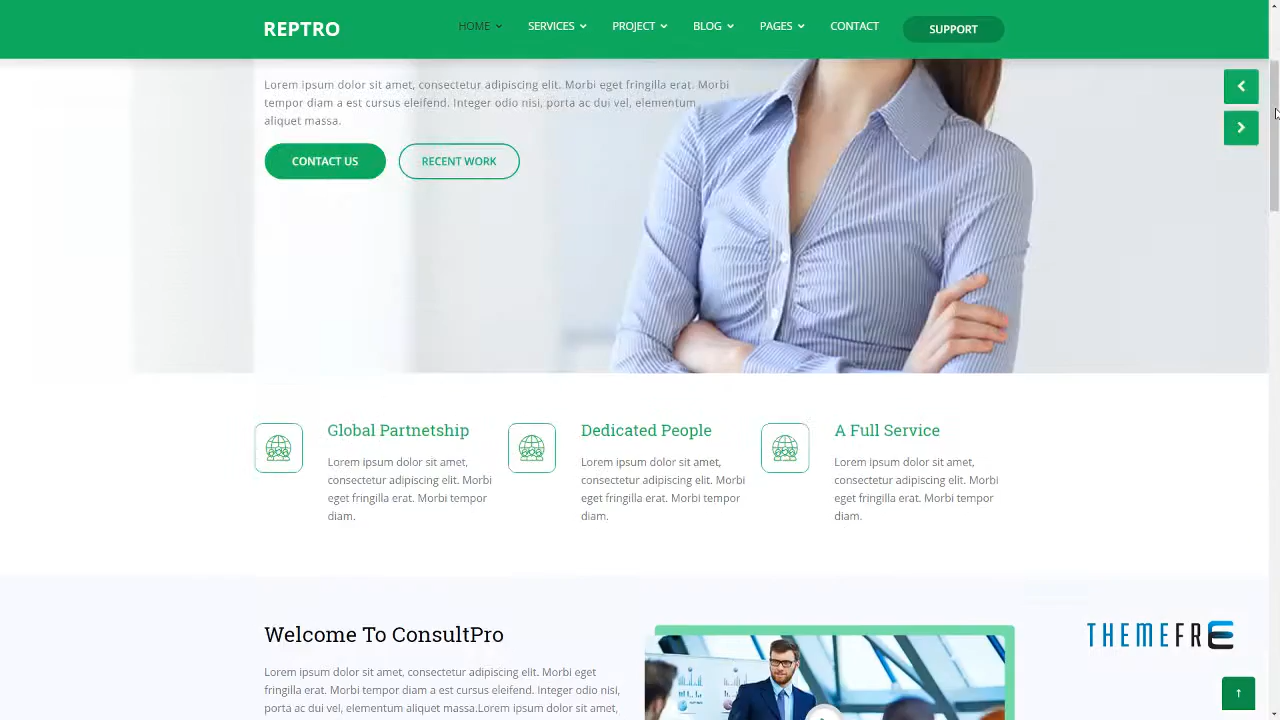 REPTRO
HOME
SERVICES
PROJECT
BLOG
PAGES
CONTACT
SUPPORT
Lorem ipsum dolor sit amet, consectetur adipiscing elit. Morbi eget fringilla erat. Morbi
tempor diam a est cursus eleifend. Integer odio nisi, porta ac dui vel, elementum
aliquet massa.
CONTACT US
RECENT WORK
Global Partnetship
Lorem ipsum dolor sit amet,
consectetur adipiscing elit. Morbi
eget fringilla erat. Morbi tempor
diam.
Dedicated People
Lorem ipsum dolor sit amet,
consectetur adipiscing elit. Morbi
eget fringilla erat. Morbi tempor
diam.
A Full Service
Lorem ipsum dolor sit amet,
consectetur adipiscing elit. Morbi
eget fringilla erat. Morbi tempor
diam.
Welcome To ConsultPro
Lorem ipsum dolor sit amet, consectetur adipiscing elit. Morbi eget
fringilla erat. Morbi tempor diam a est cursus eleifend. Integer odio nisi,
porta ac dui vel, elementum aliquet massa.Lorem ipsum dolor sit amet,
THEMEFRE